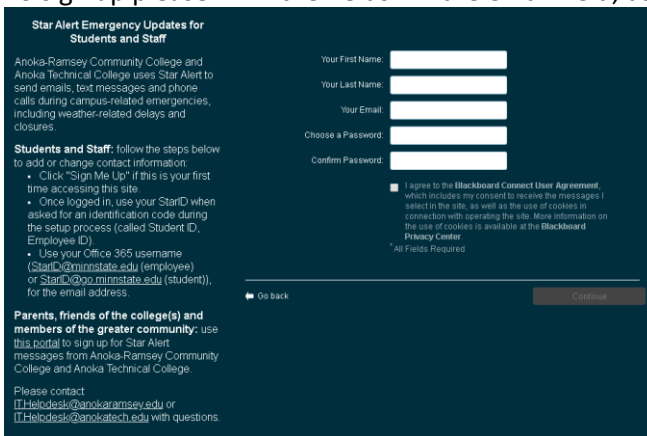 Star Alert Emergency Updates for
Students and Staff
Anoka-Ramsey Community College and
Anoka Technical College uses Star Alert to
send emails, text messages and phone
calls during campus-related emergencies,
including weather-related delays and
closures.
Students and Staff: follow the steps below
to add or change contact information:
• Click "Sign Me Up" if this is your first
time accessing this site.
• Once logged in, use your StarID when
asked for an identification code during
the setup process (called Student ID,
Employee ID).
• Use your Office 365 username
(StarID@minnstate.edu (employee)
or StarID@go.minnstate.edu (student)),
for the email address.
Parents, friends of the college(s) and
members of the greater community: use
this portal to sign up for Star Alert
messages from Anoka-Ramsey Community
College and Anoka Technical College.
Please contact
IT.Helpdesk@anokaramsey.edu or
IT.Helpdesk@anokatech.edu with questions.
Your First Name:
Your Last Name:
Your Email:
Choose a Password:
Confirm Password:
I agree to the Blackboard Connect User Agreement,
which includes my consent to receive the messages I
select in the site, as well as the use of cookies in
connection with operating the site. More information on
the use of cookies is available at the Blackboard
Privacy Center.
*All Fields Required
Go back
Continue